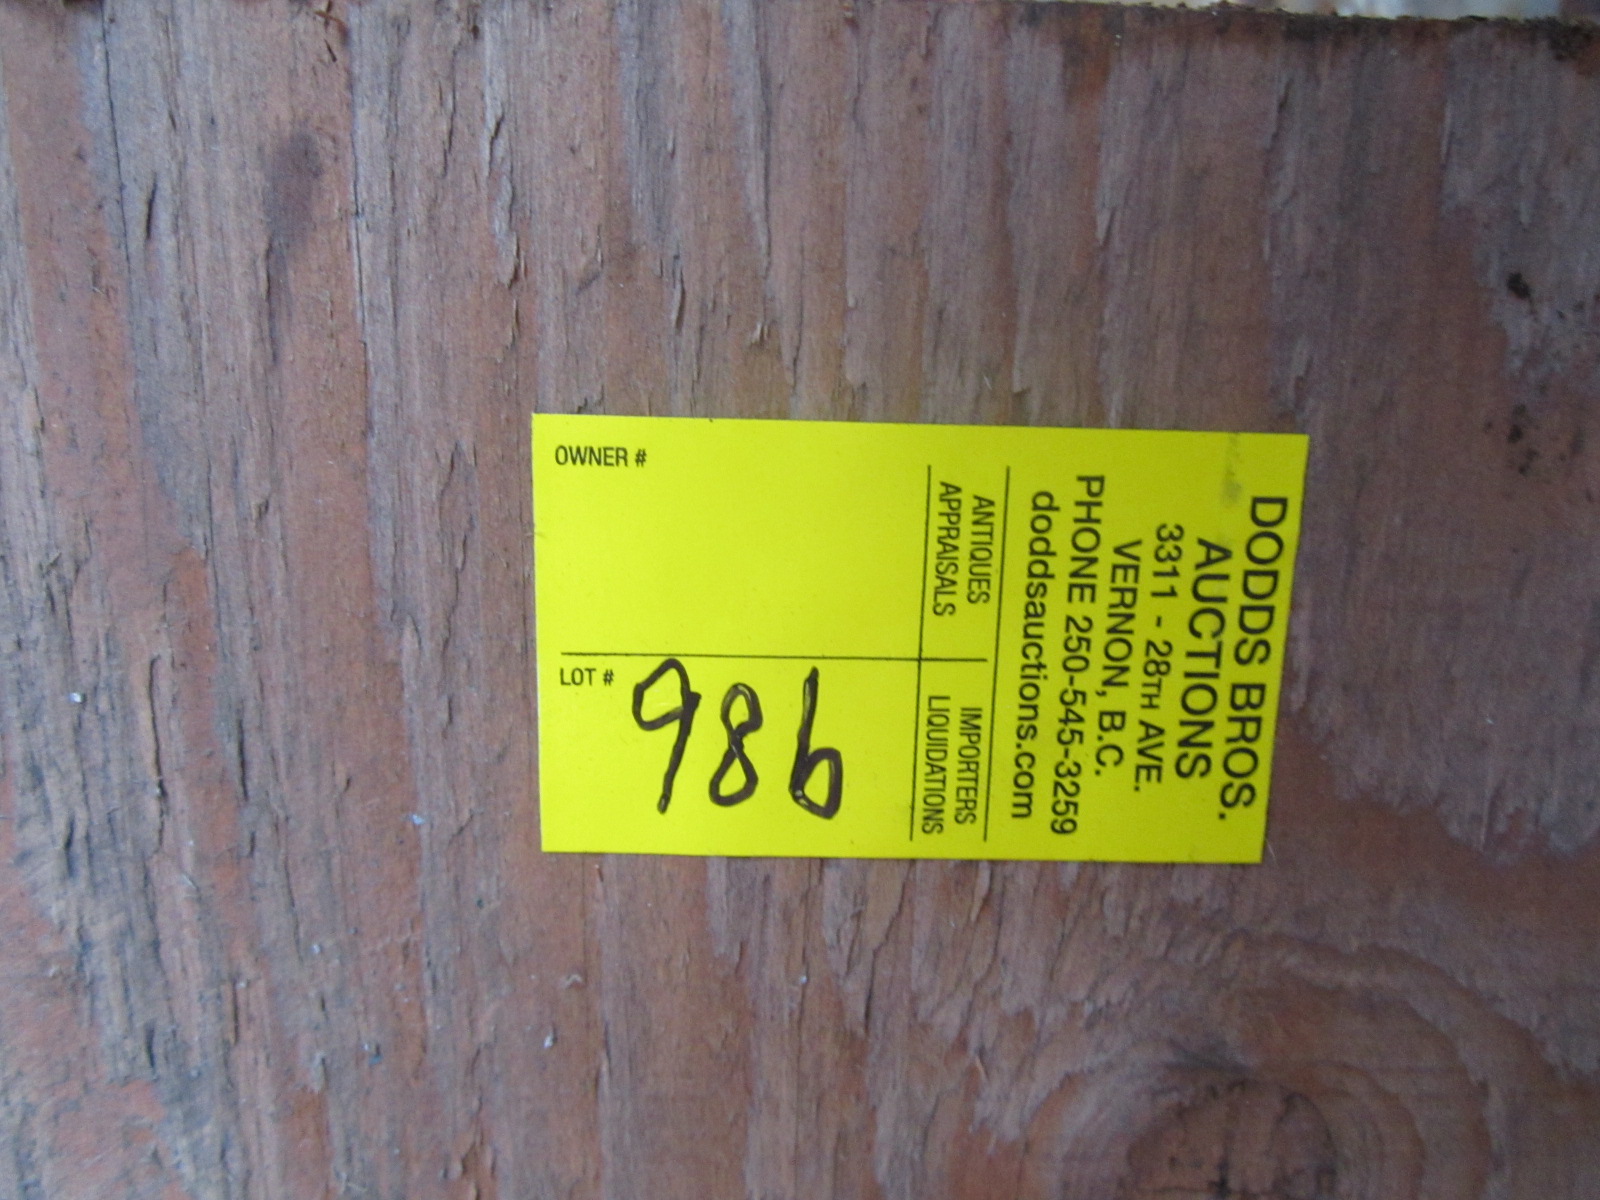 DODDS BROS.
AUCTIONS
3311 - 28TH AVE.
VERNON, B.C.
PHONE 250-545-3259
doddsauctions.com
ANTIQUES
APPRAISALS
IMPORTERS
LIQUIDATIONS
OWNER #
LOT # 986